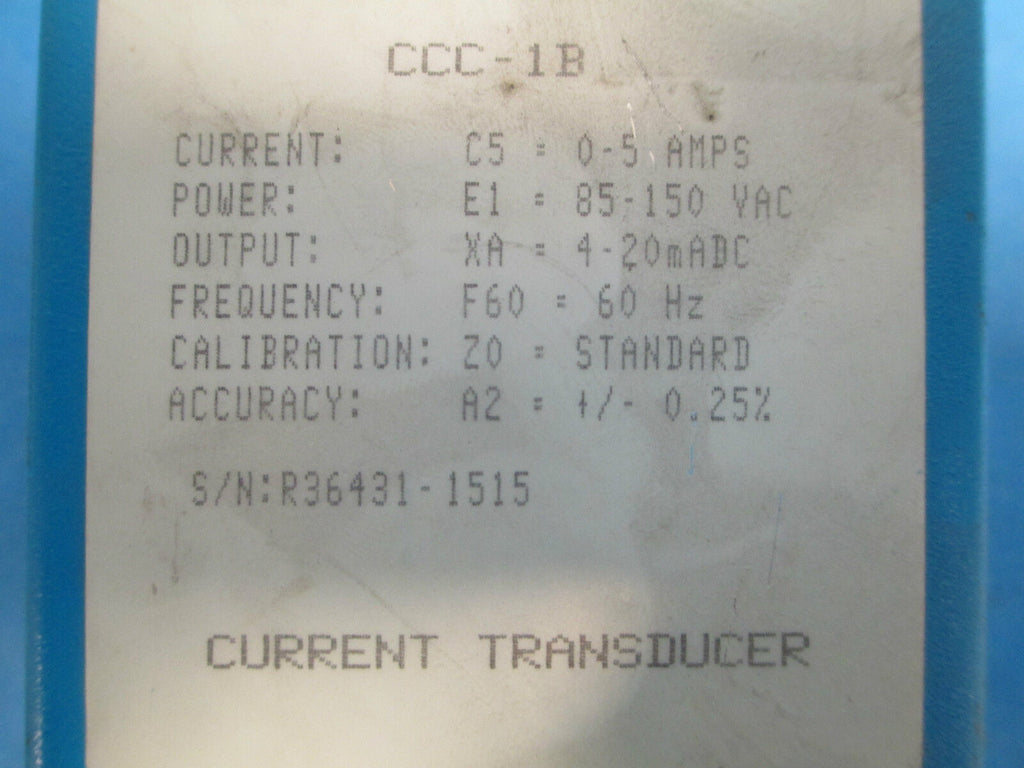 CCC-1B
CURRENT: C5 = 0-5 AMPS
POWER: E1 = 85-150 VAC
OUTPUT: XA = 4-20mADC
FREQUENCY: F60 = 60 Hz
CALIBRATION: Z0 = STANDARD
ACCURACY: A2 = +/- 0.25%
S/N:R36431-1515
CURRENT TRANSDUCER